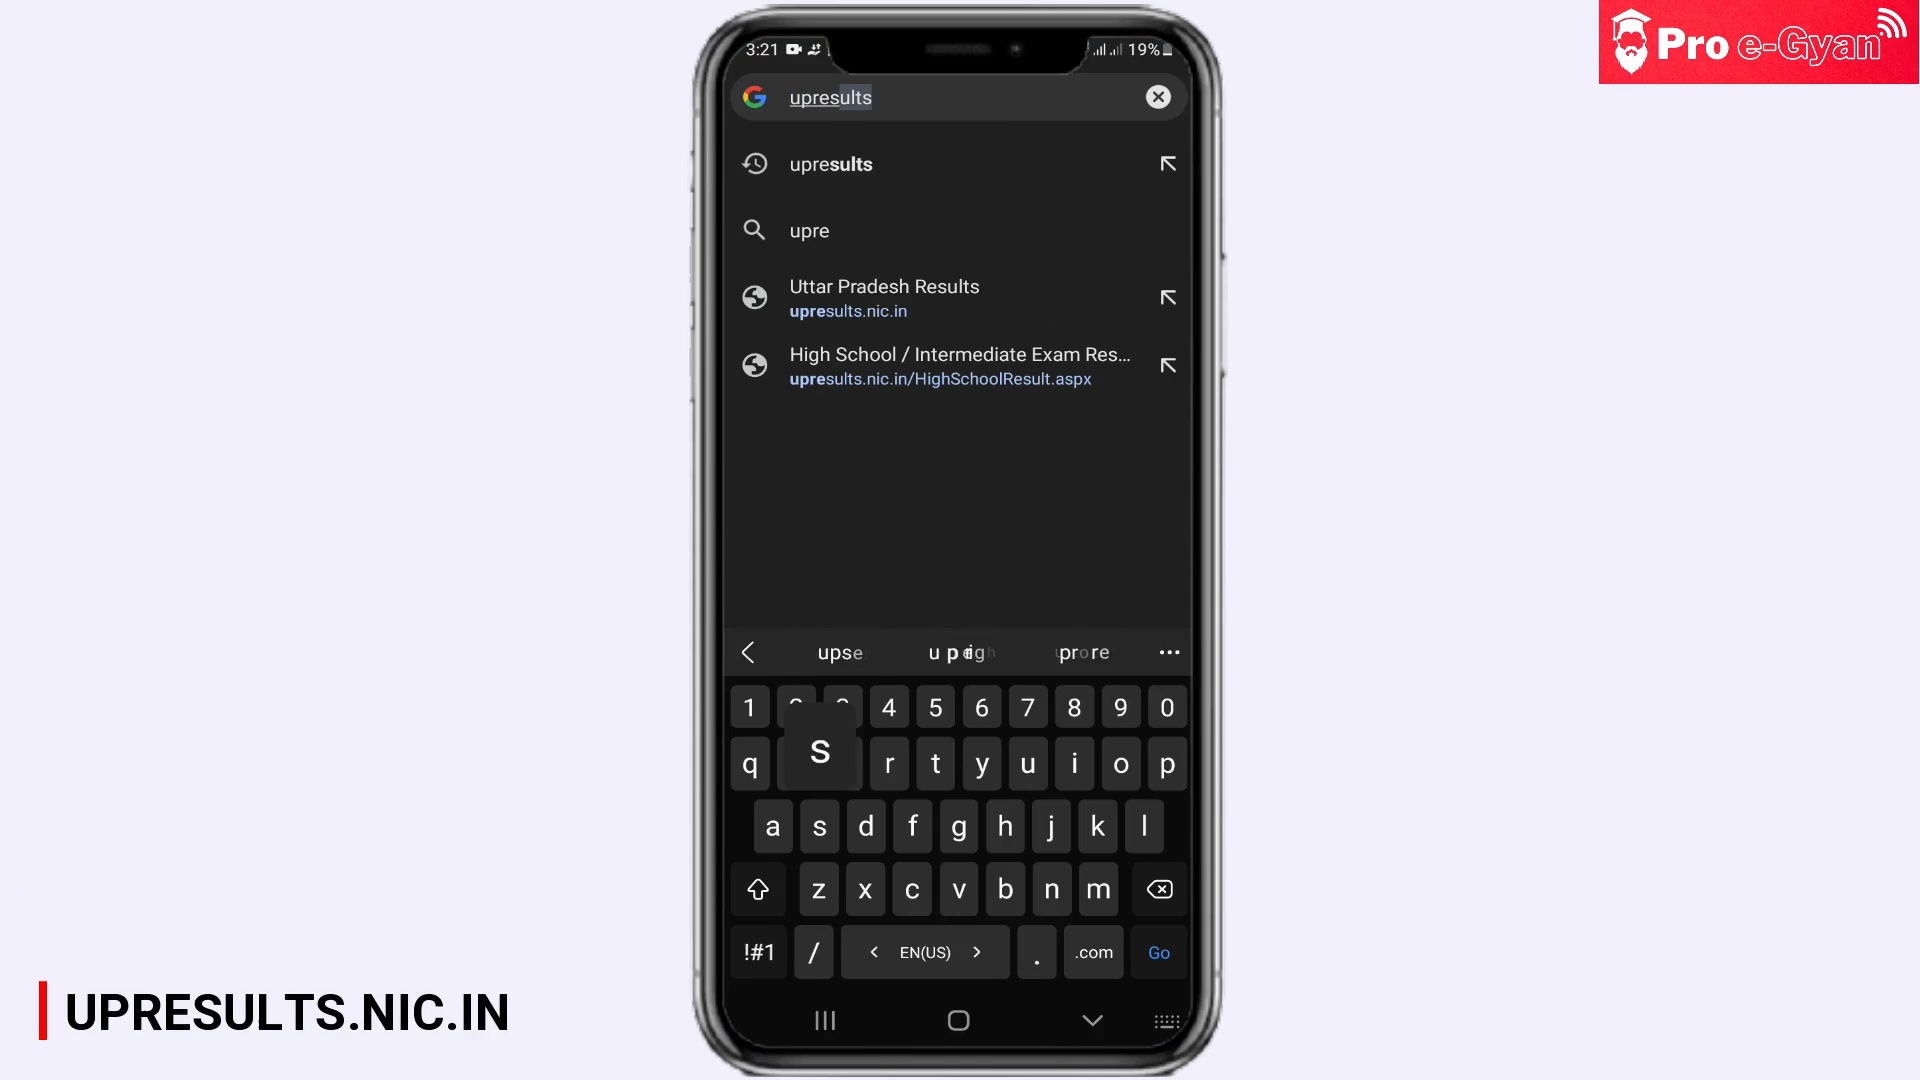 Pro e-Gyan
3:21
19%
upresults
upresults
upre
Uttar Pradesh Results
upresults.nic.in
High School / Intermediate Exam Res...
upresults.nic.in/HighSchoolResult.aspx
upse
1 4 5 6 7 8 9 0
s
q r t y u i o p
a s d f g h j k l
z x c v b n m
!#1 / < EN(US) > . .com Go
UPRESULTS.NIC.IN